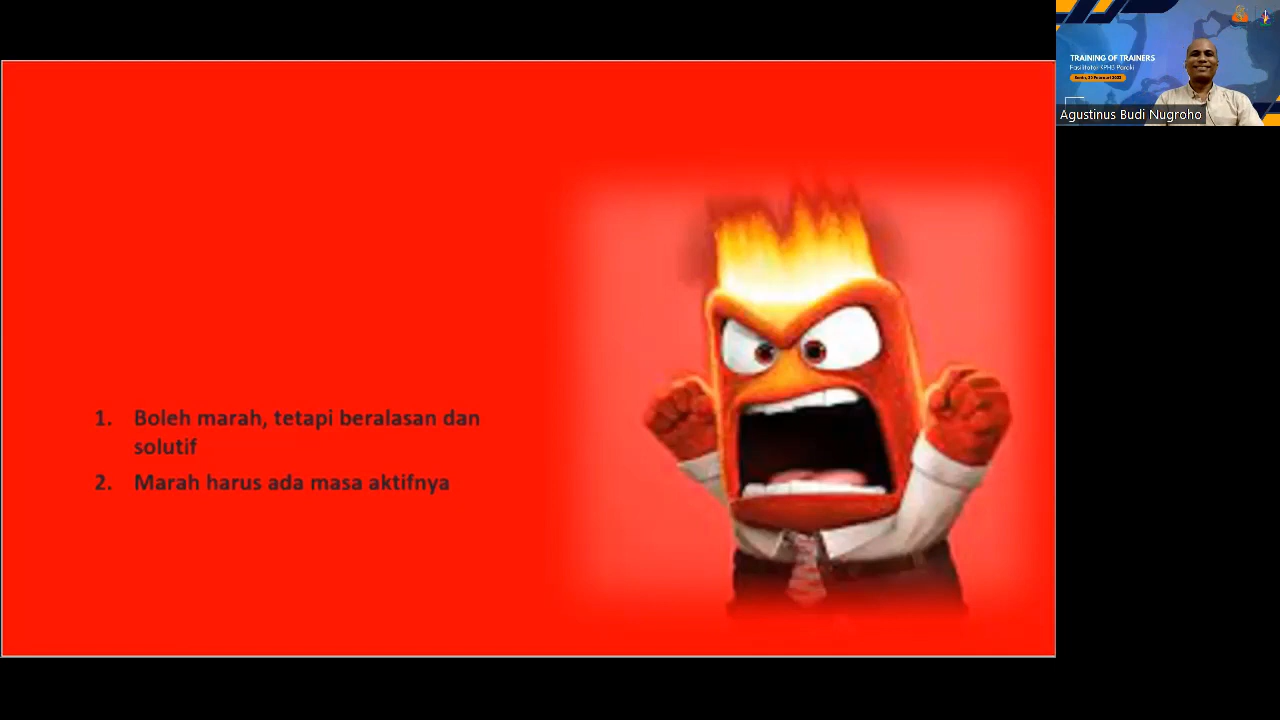 1. Boleh marah, tetapi beralasan dan
solutif
2. Marah harus ada masa aktifnya
TRAINING OF TRAINERS
Fasilitator
Agustinus Budi Nugroho